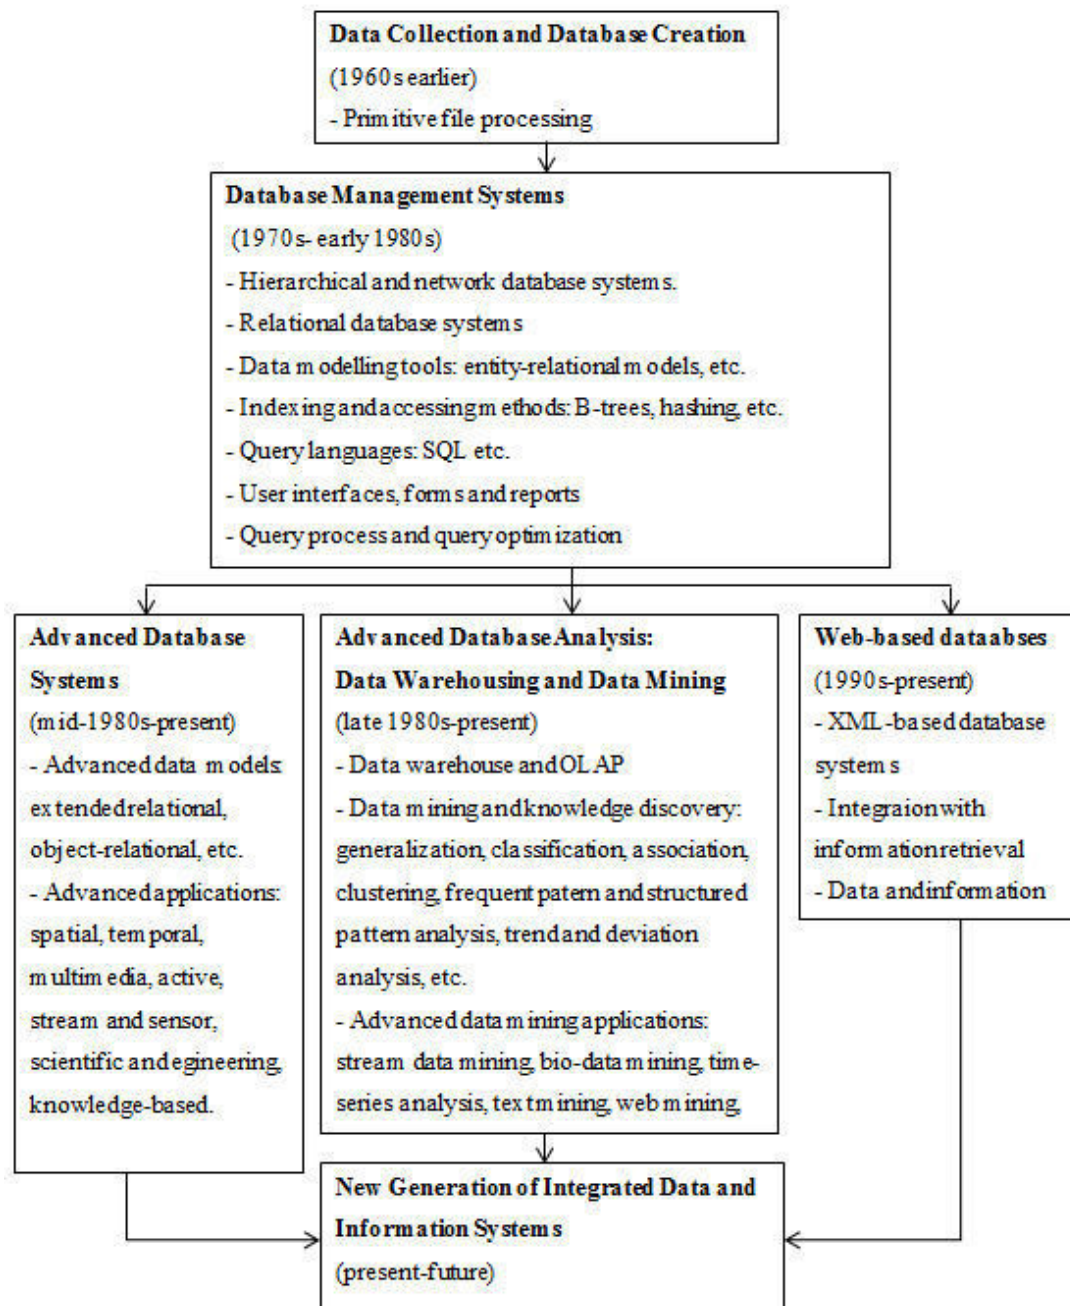 Data Collection and Database Creation
(1960s earlier)
- Primitive file processing
Database Management Systems
(1970s- early 1980s)
- Hierarchical and network database systems.
- Relational database systems
- Data modelling tools: entity-relational models, etc.
- Indexing and accessing methods: B-trees, hashing, etc.
- Query languages: SQL etc.
- User interfaces, forms and reports
- Query process and query optimization
Advanced Database
Systems
(mid-1980s-present)
- Advanced data models:
extended relational,
object-relational, etc.
- Advanced applications:
spatial, temporal,
multimedia, active,
stream and sensor,
scientific and egineering,
knowledge-based.
Advanced Database Analysis:
Data Warehousing and Data Mining
(late 1980s-present)
- Data warehouse and OLAP
- Data mining and knowledge discovery:
generalization, classification, association,
clustering, frequent patern and structured
pattern analysis, trend and deviation
analysis, etc.
- Advanced data mining applications:
stream data mining, bio-data mining, time-
series analysis, text mining, web mining,
Web-based dataabses
(1990s-present)
- XML-based database
systems
- Integraion with
information retrieval
- Data and information
New Generation of Integrated Data and
Information Systems
(present-future)